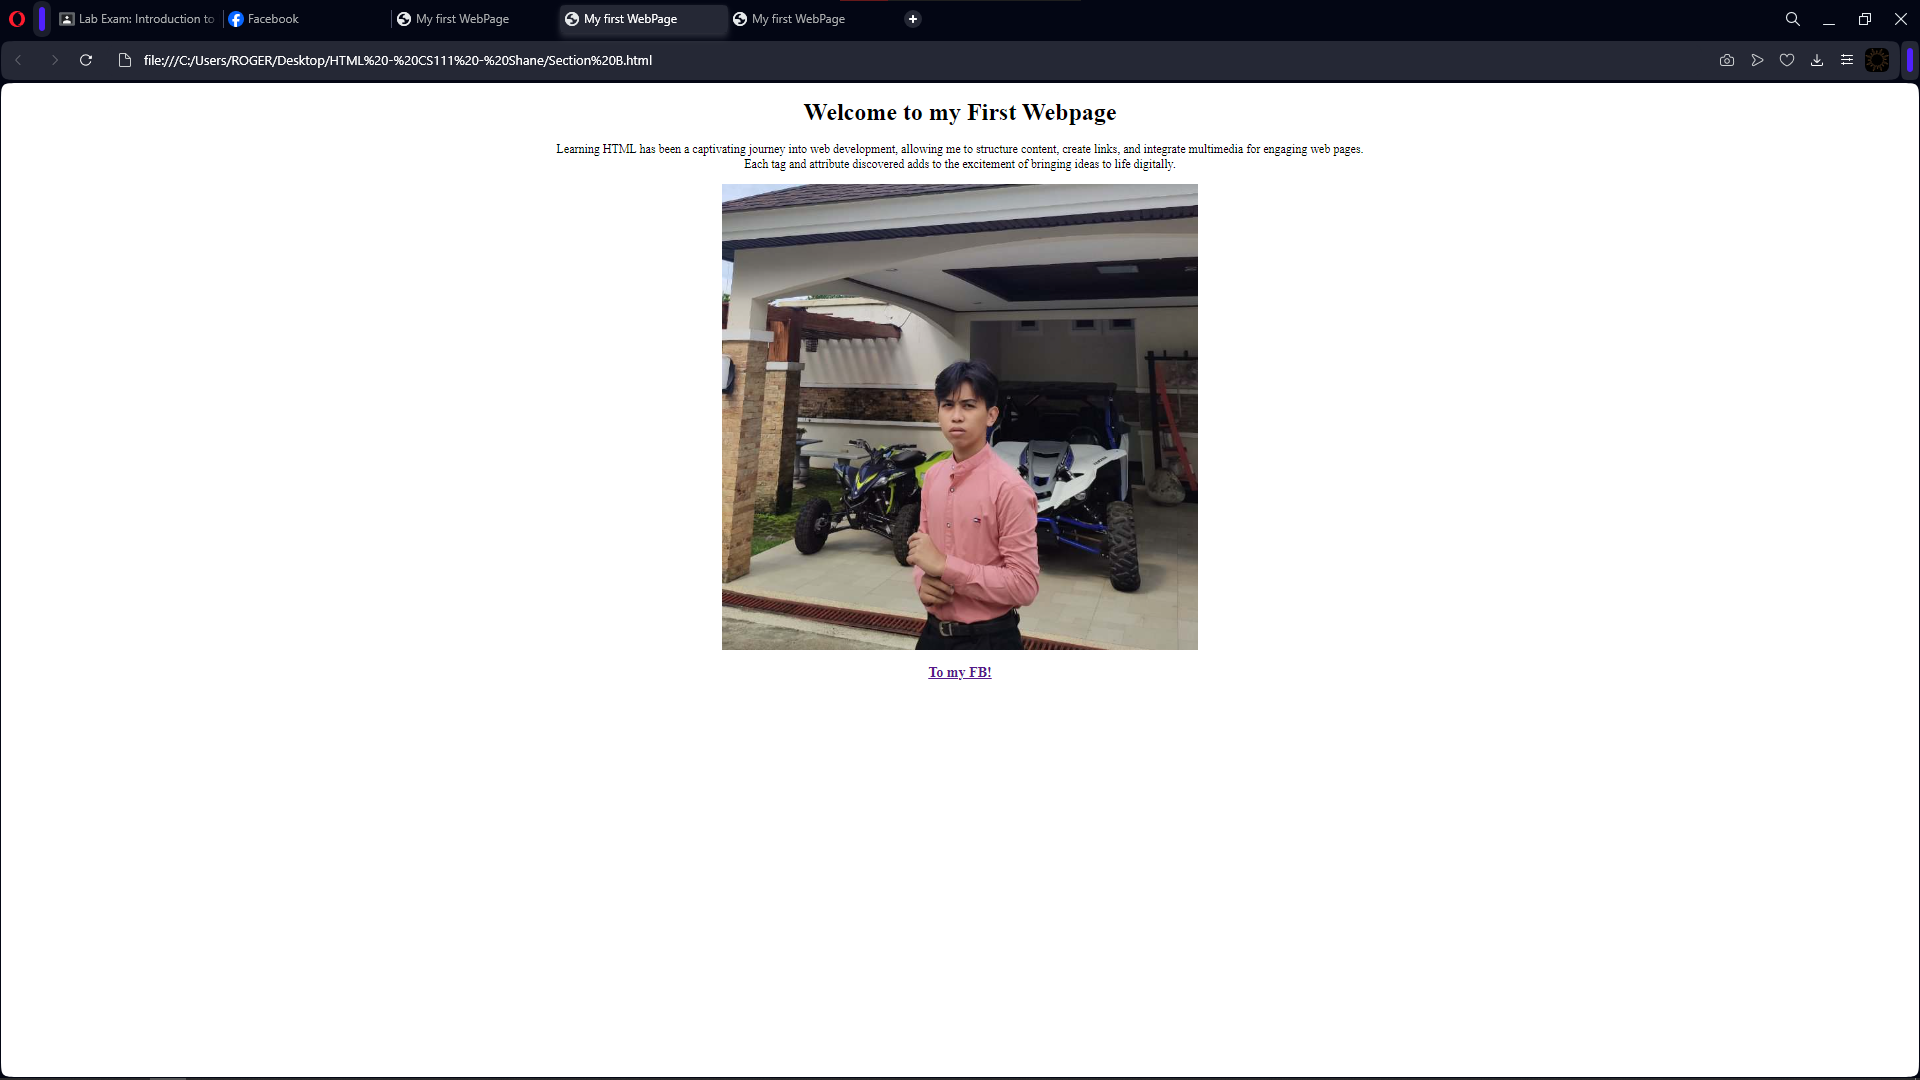 Lab Exam: Introduction to
Facebook
My first WebPage
My first WebPage
My first WebPage
file:///C:/Users/ROGER/Desktop/HTML%20-%20CS111%20-%20Shane/Section%20B.html
Welcome to my First Webpage
Learning HTML has been a captivating journey into web development, allowing me to structure content, create links, and integrate multimedia for engaging web pages.
Each tag and attribute discovered adds to the excitement of bringing ideas to life digitally.
To my FB!